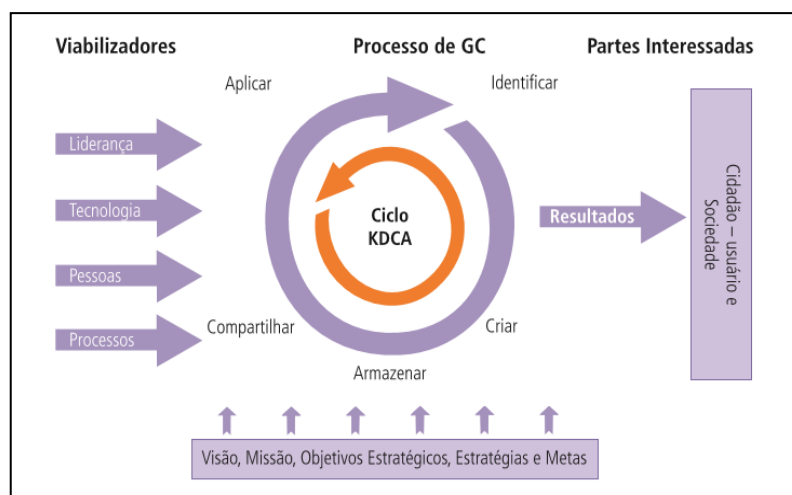 Viabilizadores
Processo de GC
Partes Interessadas
Aplicar
Identificar
Liderança
Tecnologia
Pessoas
Processos
Ciclo
KDCA
Resultados
Cidadão – usuário e
Sociedade
Compartilhar
Criar
Armazenar
Visão, Missão, Objetivos Estratégicos, Estratégias e Metas